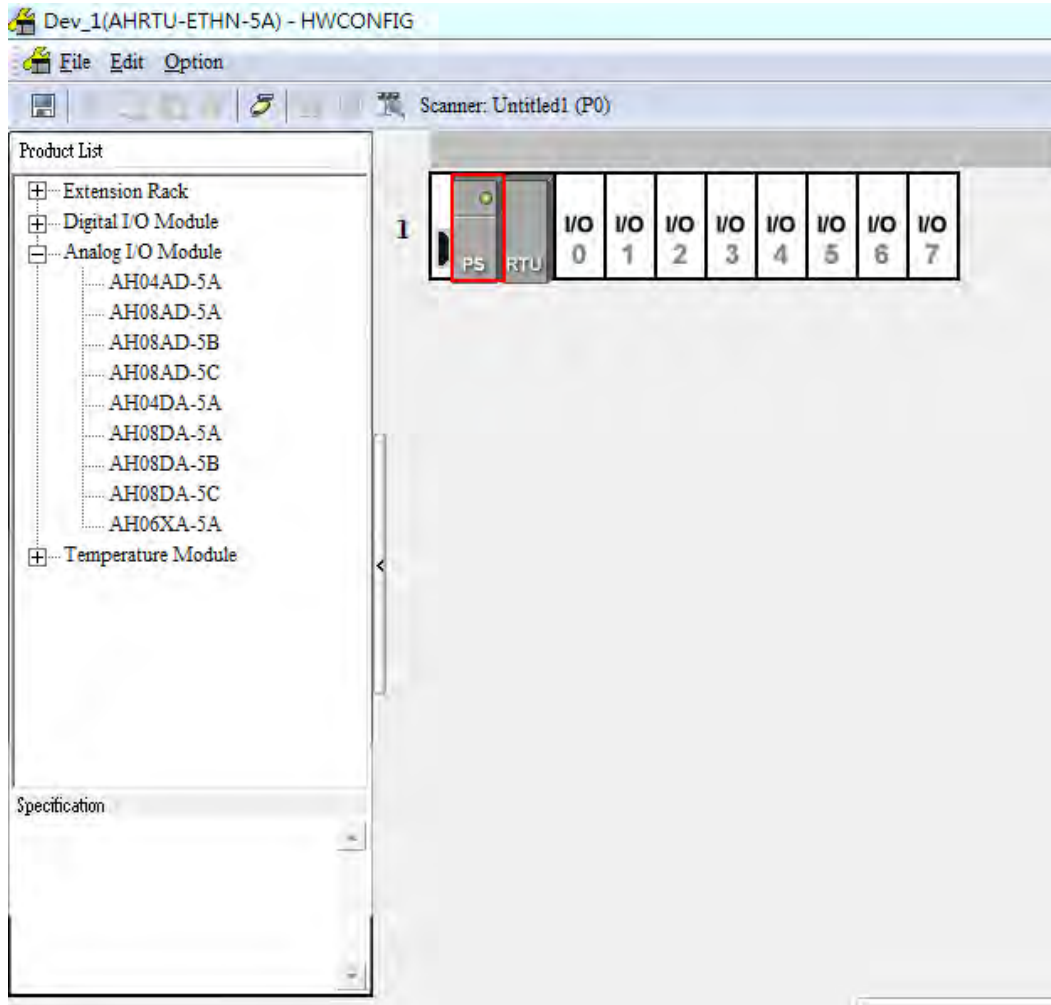 Dev_1(AHRTU-ETHN-5A) - HWCONFIG
File Edit Option
Scanner: Untitled1 (P0)
Product List
Extension Rack
Digital I/O Module
Analog I/O Module
AH04AD-5A
AH08AD-5A
AH08AD-5B
AH08AD-5C
AH04DA-5A
AH08DA-5A
AH08DA-5B
AH08DA-5C
AH06XA-5A
Temperature Module
Specification
1
PS RTU
I/O I/O I/O I/O I/O I/O I/O I/O
0 1 2 3 4 5 6 7